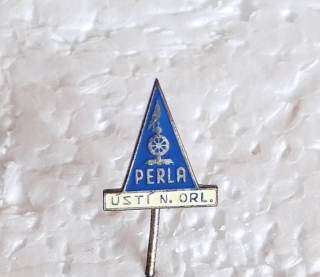 PERLA
ÚSTÍ N. ORL.